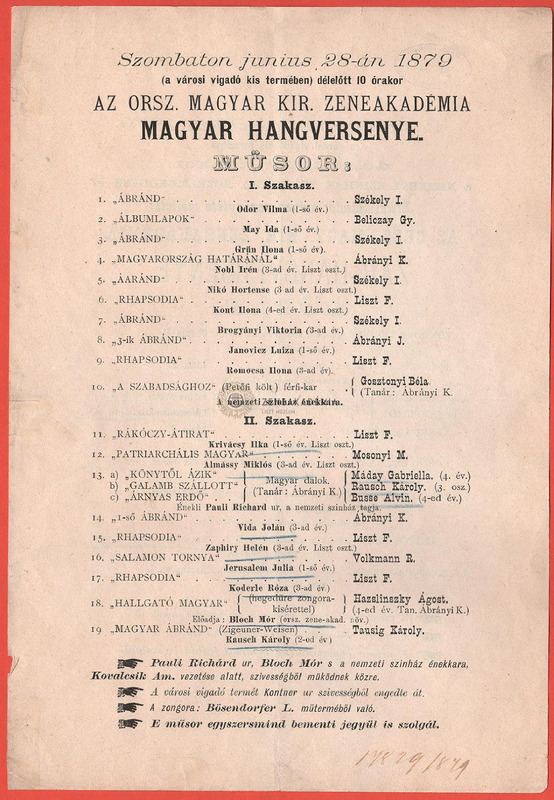 Szombaton junius 28-án 1879
(a városi vigadó kis termében) délelőtt 10 órakor
AZ ORSZ. MAGYAR KIR. ZENEAKADÉMIA
MAGYAR HANGVERSENYE.
MŰSOR:
I. Szakasz.
1. „ÁBRÁND“ . . . . . Székely I.
Odor Vilma (1-ső év.)
2. „ÁLBUMLAPOK“ . . . . . Beliczay Gy.
May Ida (1-ső év.)
3. „ÁBRÁND“ . . . . . Székely I.
Grün Ilona (1-ső év).
4. „MAGYARORSZÁG HATÁRÁNÁL“ . . . . . Ábrányi K.
Nobl Irén (3-ad év. Liszt oszt.)
5. „ÁARÁND“ . . . . . Székely I.
Nikó Hortense (3-ad év. Liszt oszt.)
6. „RHAPSODIA“ . . . . . Liszt F.
Kont Ilona (4-ed év. Liszt oszt.)
7. „ÁBRÁND“ . . . . . Székely I.
Brogyányi Viktoria (3-ad év.)
8. „3-ik ÁBRÁND“ . . . . . Ábrányi J.
Janovicz Luiza (1-ső év.)
9. „RHAPSODIA“ . . . . . Liszt F.
Romocsa Ilona (3-ad év).
10. „A SZABADSÁGHOZ“ (Petőfi költ) férfi-kar { Gosztonyi Béla
(Tanár: Ábrányi K.
A nemzeti szinház énekkara.
II. Szakasz.
11. „RÁKÓCZY-ÁTIRAT“ . . . . . Liszt F.
Krivácsy Ilka (1-ső év. Liszt oszt.)
12. „PATRIARCHÁLIS MAGYAR“ . . . . . Mosonyi M.
Almássy Miklós (3-ad év. Liszt oszt.)
13. a) „KÖNYTŐL ÁZIK“ Máday Gabriella. (4. év.)
b) „GALAMB SZÁLLOTT“ Magyar dalok. Rausch Károly. (3. osz.)
c) „ÁRNYAS ERDŐ“ (Tanár: Ábrányi K.) Busse Alvin. (4-ed év.)
Énekli Pauli Richard ur, a nemzeti szinház tagja.
14. „1-ső ÁBRÁND“ . . . . . Ábrányi K.
Vida Jolán (3-ad év.)
15. „RHAPSODIA“ . . . . . Liszt F.
Zaphiry Helén (3-ad év. Liszt oszt.)
16. „SALAMON TORNYA“ . . . . . Volkmann R.
Jerusalem Julia (1-ső év.)
17. „RHAPSODIA“ . . . . . Liszt F.
Koderle Róza (3-ad év.)
18. „HALLGATÓ MAGYAR“ (hegedüre zongora- Hazslinszky Ágost.
kisérettel) (4-ed év. Tan. Ábrányi K.)
Előadja: Bloch Mór (orsz. zene-akad. növ.)
19 „MAGYAR ÁBRÁND“ (Zigeuner-Weisen) . . . . . Tausig Károly.
Rausch Károly (2-ed év)
Pauli Richárd ur, Bloch Mór s a nemzeti szinház énekkara,
Kovalcsik Am. vezetése alatt, szivességből működnek közre.
A városi vigadó termét Kontner ur szivességből engedte át.
A zongora: Bösendorfer L. műterméből való.
E műsor egyszersmind bementi jegyül is szolgál.